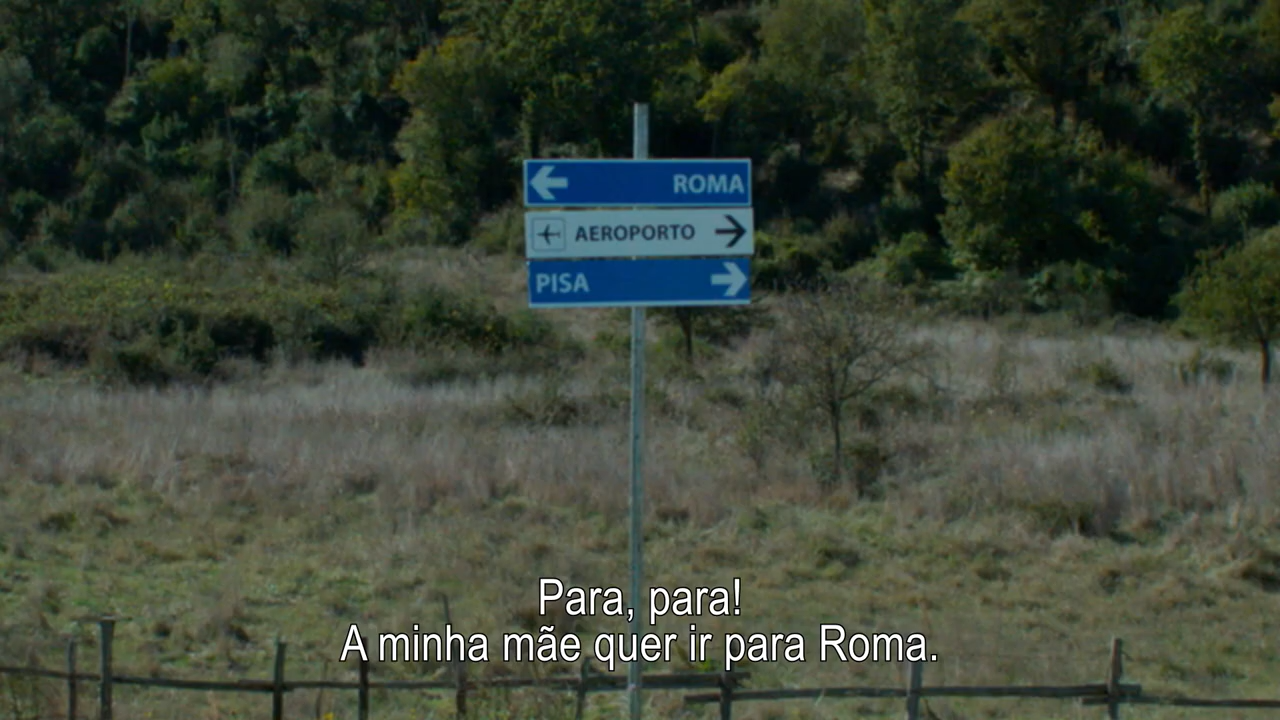 ROMA
AEROPORTO
PISA
Para, para!
A minha mãe quer ir para Roma.